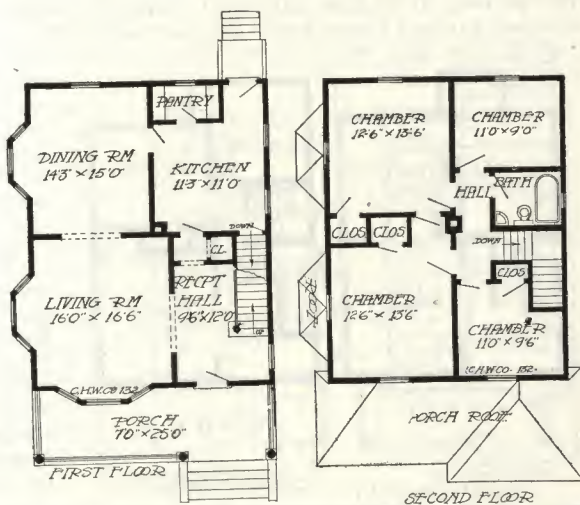 PANTRY
DINING RM
14'3" × 15'0"
KITCHEN
11'3" × 11'0"
DOWN
CL.
LIVING RM
16'0" × 16'6"
RECPT
HALL
9'6" × 12'0"
UP
C.H.W.CO 132
PORCH
7'0" × 25'0"
FIRST FLOOR
CHAMBER
12'-6" × 13'-6"
CHAMBER
11'0" × 9'0"
HALL
BATH
CLOS
CLOS
DOWN
CLOS
ROOF
CHAMBER
12'6" × 13'6"
CHAMBER
11'0" × 9'6"
C.H.W.CO. 132.
PORCH ROOF
SECOND FLOOR